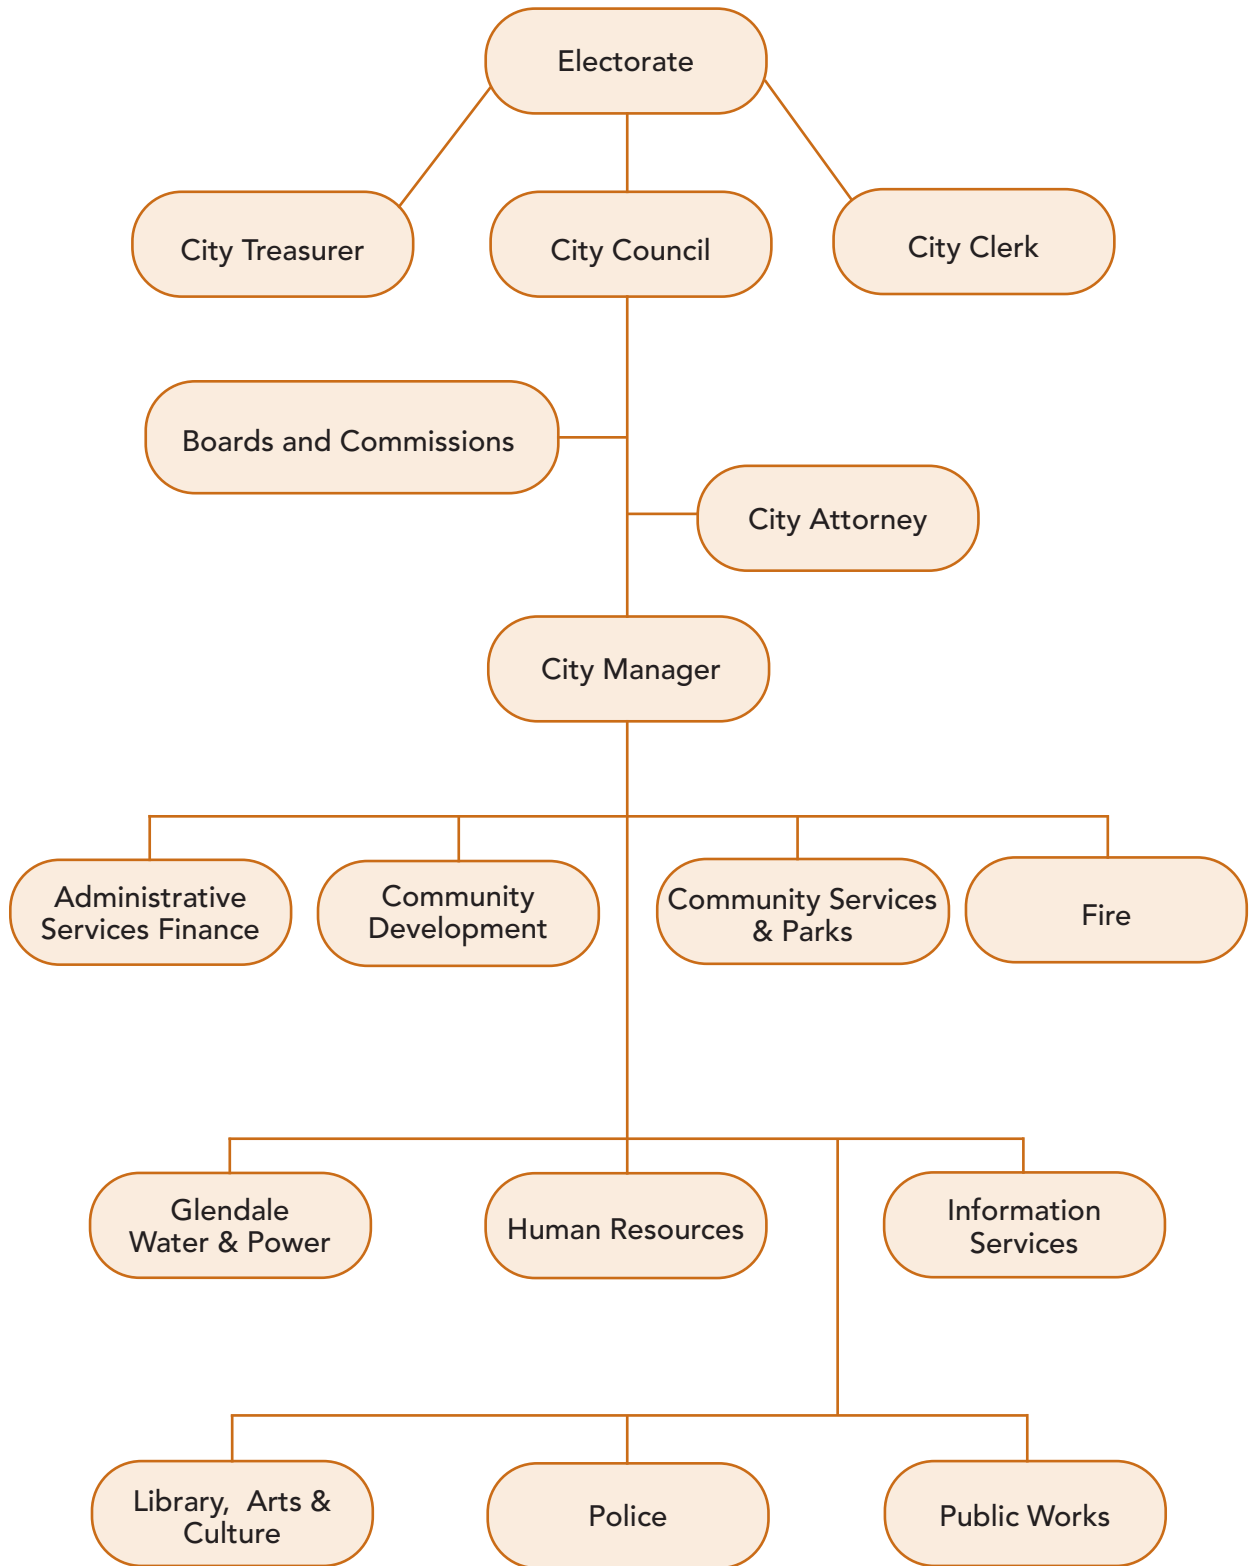 Electorate
City Treasurer
City Council
City Clerk
Boards and Commissions
City Attorney
City Manager
Administrative
Services Finance
Community
Development
Community Services
& Parks
Fire
Glendale
Water & Power
Human Resources
Information
Services
Library,  Arts &
Culture
Police
Public Works